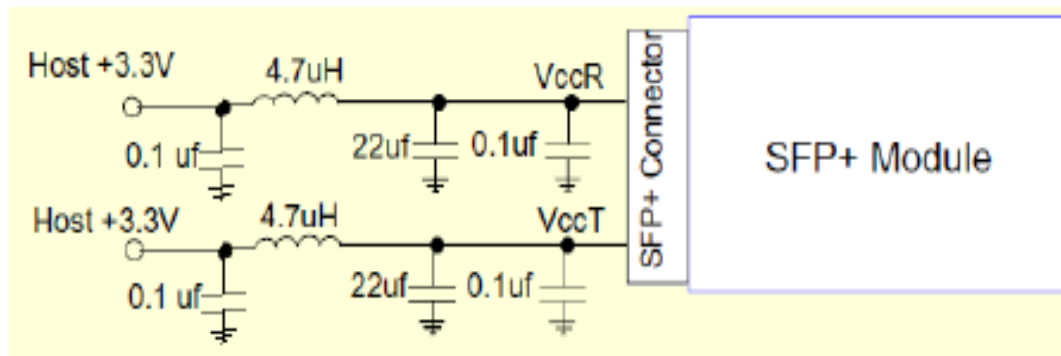 Host +3.3V
4.7uH
VccR
0.1 uf
22uf
0.1uf
Host +3.3V
4.7uH
VccT
0.1 uf
22uf
0.1uf
SFP+ Connector
SFP+ Module